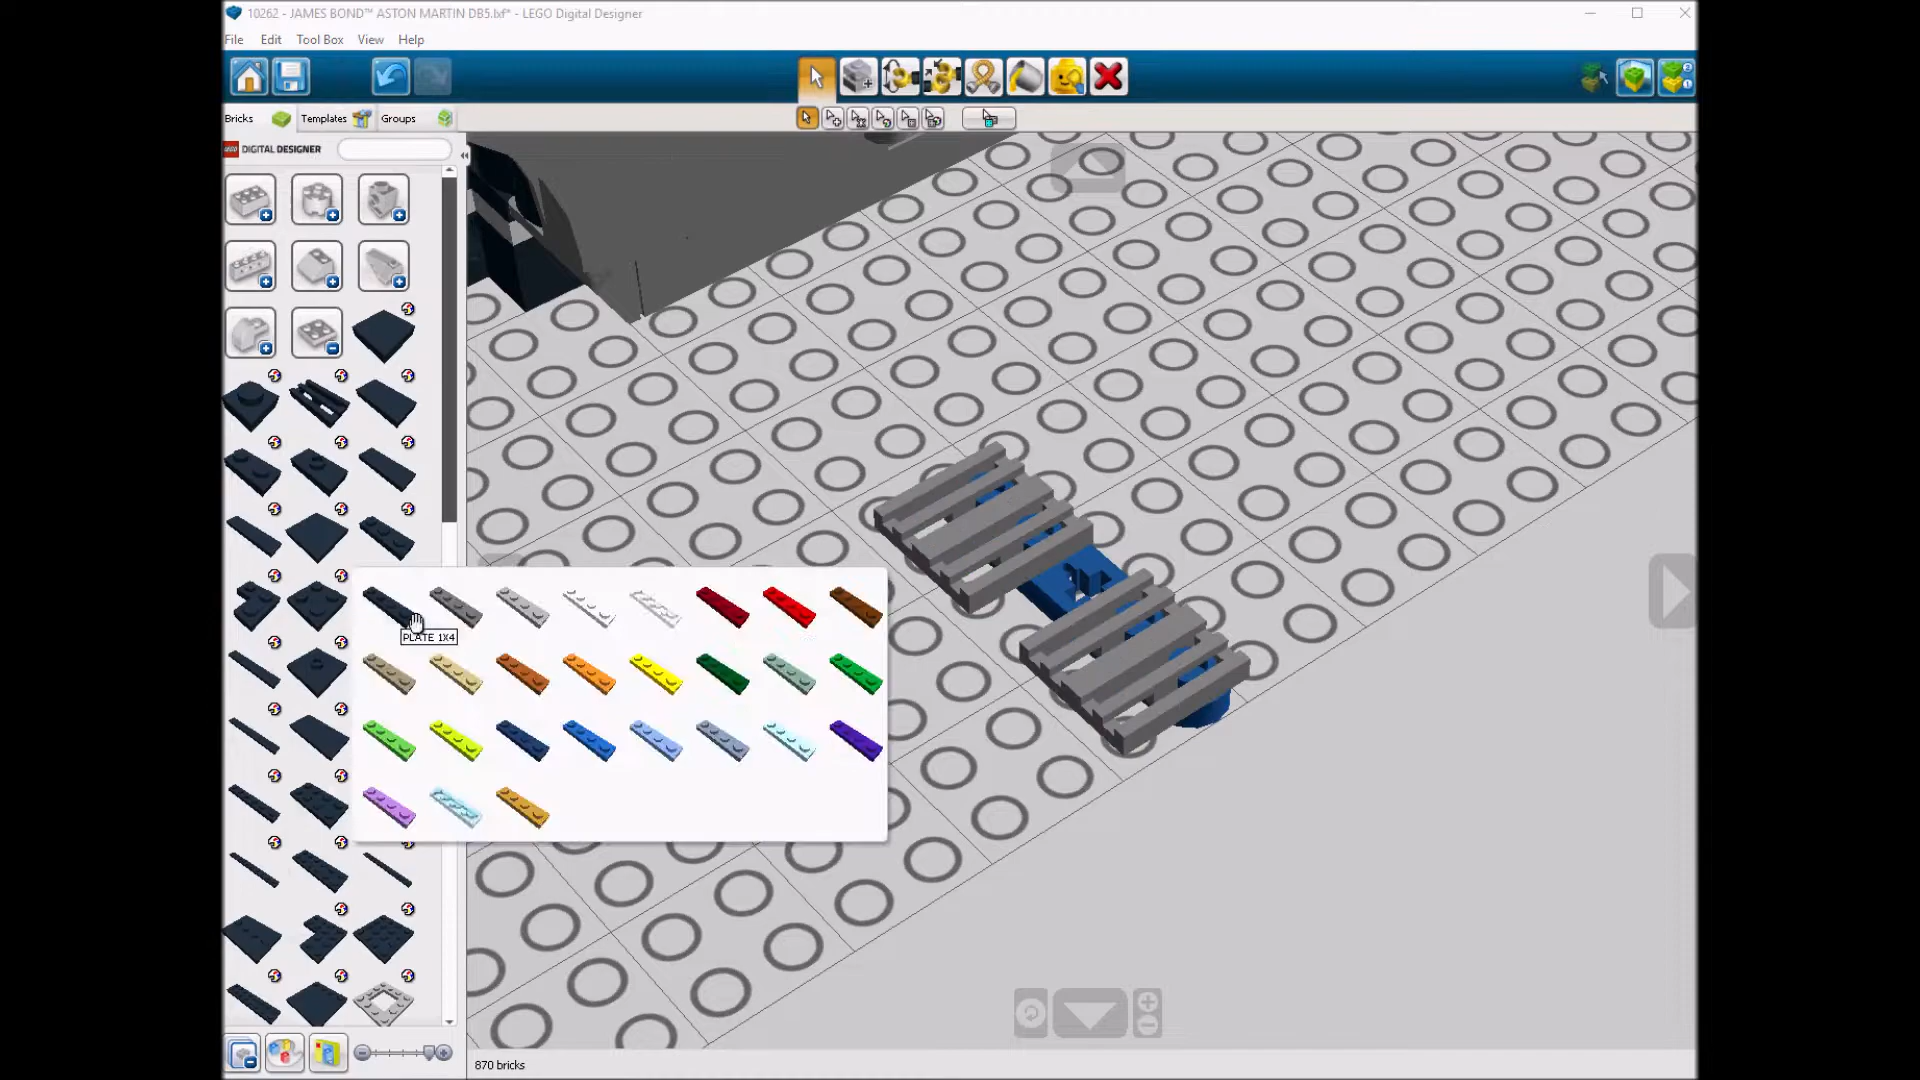 10262 - JAMES BOND™ ASTON MARTIN DB5.lxf* - LEGO Digital Designer
File Edit Tool Box View Help
Bricks Templates Groups
LEGO DIGITAL DESIGNER
PLATE 1X4
870 bricks